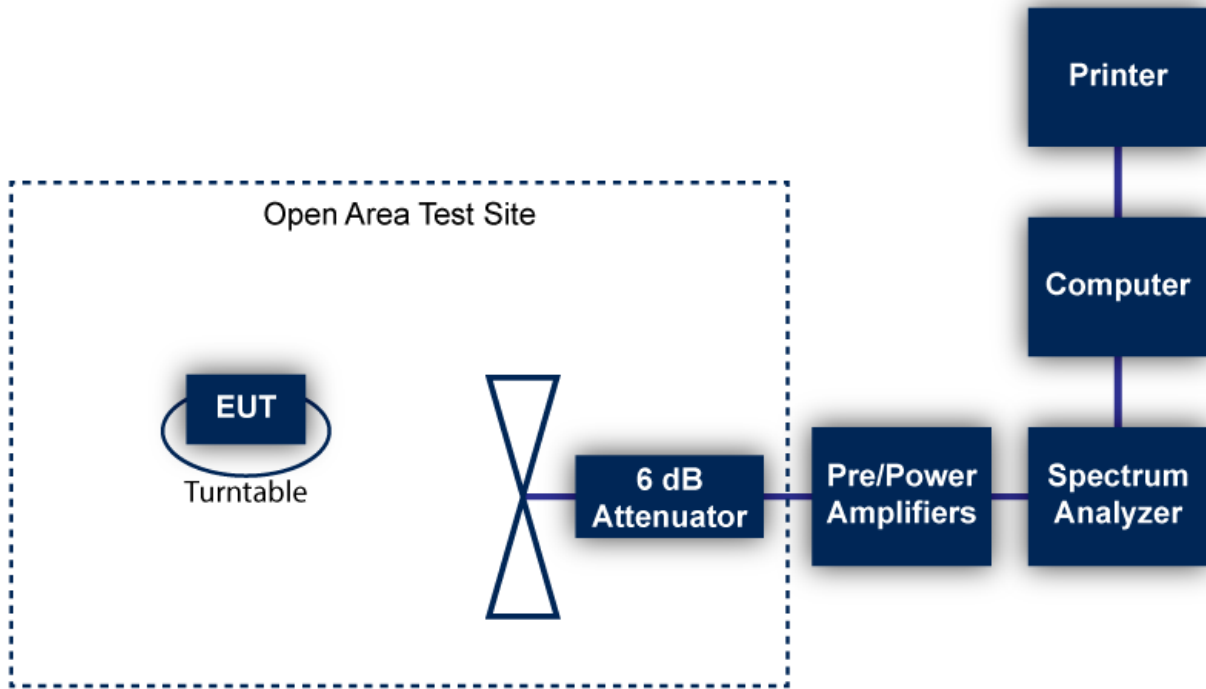 Printer
Open Area Test Site
Computer
EUT
Turntable
6 dB
Attenuator
Pre/Power
Amplifiers
Spectrum
Analyzer